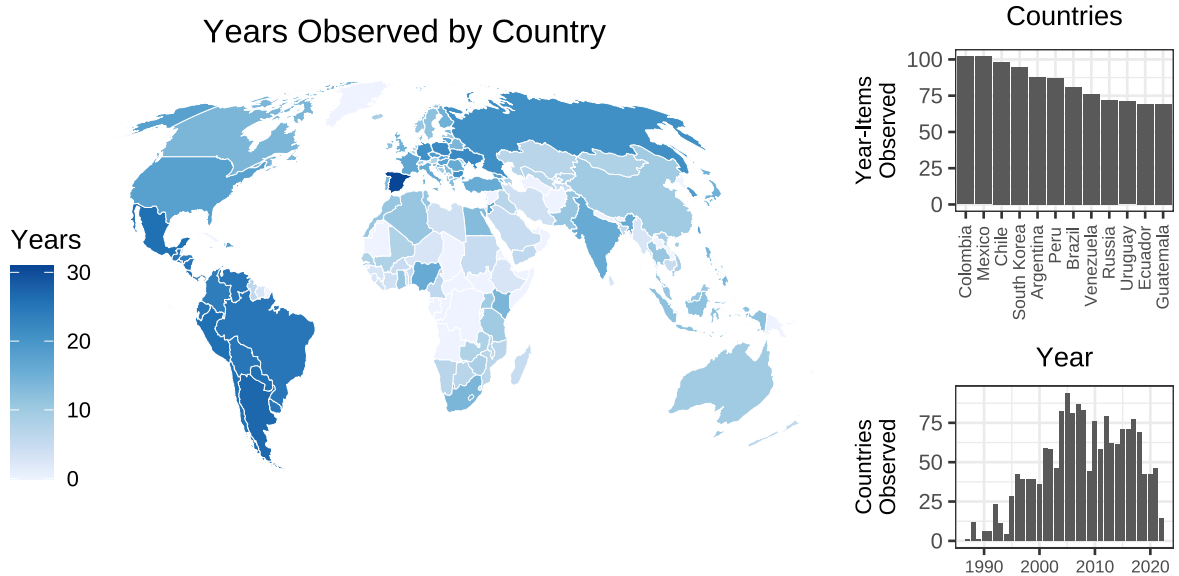 Years Observed by Country
Years
30
20
10
0
Countries
Year-Items
Observed
100
75
50
25
0
Colombia
Mexico
Chile
South Korea
Argentina
Peru
Brazil
Venezuela
Russia
Uruguay
Ecuador
Guatemala
Year
Countries
Observed
75
50
25
0
1990 2000 2010 2020